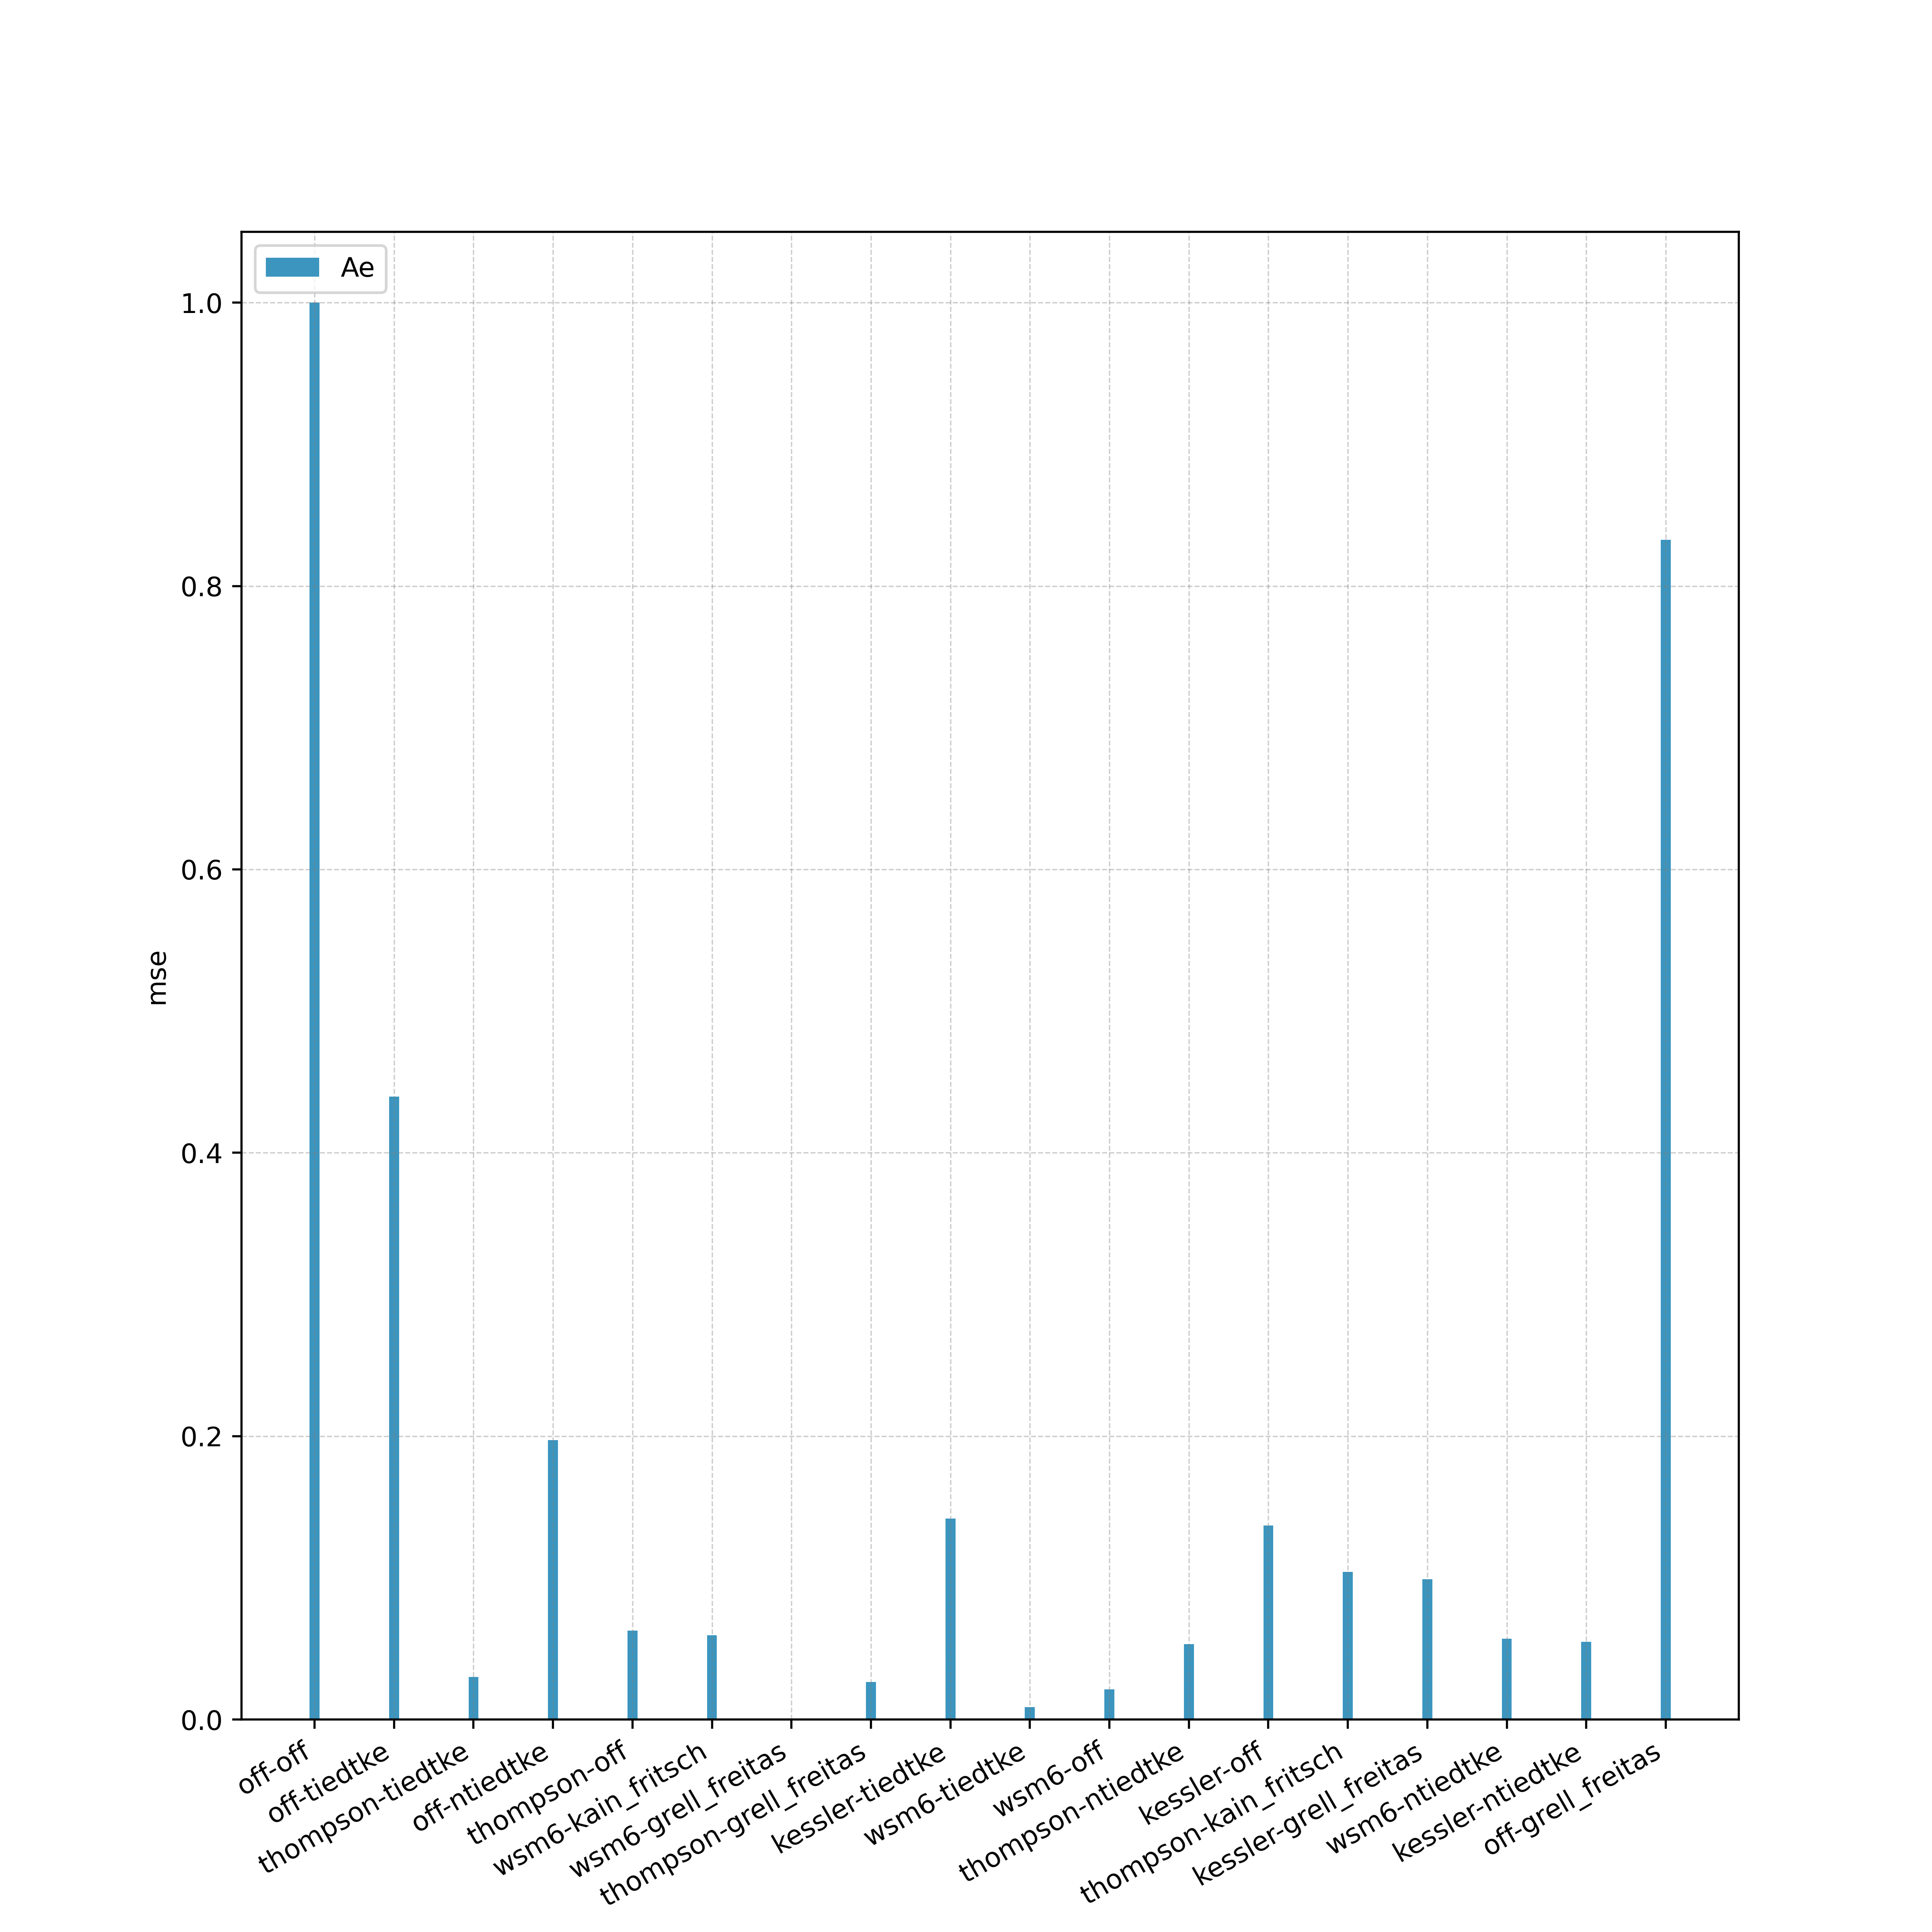 Ae
1.0
0.8
0.6
0.4
0.2
0.0
mse
off-off
off-tiedtke
thompson-tiedtke
off-ntiedtke
thompson-off
wsm6-kain_fritsch
wsm6-grell_freitas
thompson-grell_freitas
kessler-tiedtke
wsm6-tiedtke
wsm6-off
thompson-ntiedtke
kessler-off
thompson-kain_fritsch
kessler-grell_freitas
wsm6-ntiedtke
kessler-ntiedtke
off-grell_freitas